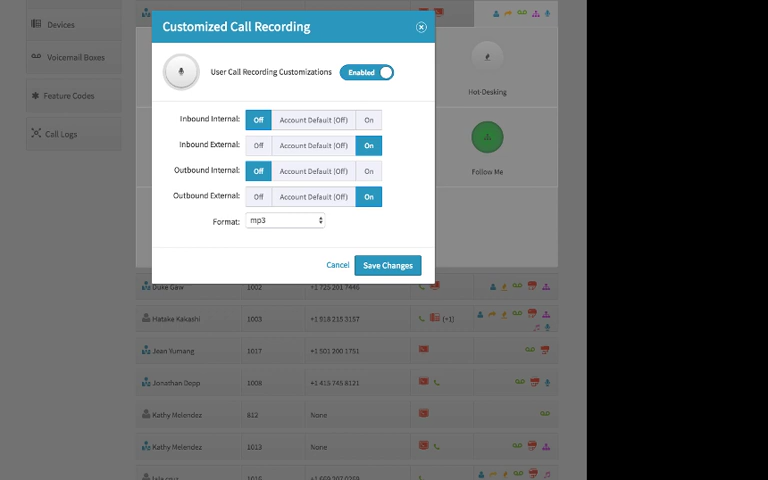 Devices
Customized Call Recording
Voicemail Boxes
User Call Recording Customizations Enabled
Hot-Desking
Feature Codes
Inbound Internal: Off Account Default (Off) On
Call Logs
Inbound External: Off Account Default (Off) On
Outbound Internal: Off Account Default (Off) On
Follow Me
Outbound External: Off Account Default (Off) On
Format: mp3
Cancel Save Changes
Duke Gaw 1002 +1 725 201 7446
Hatake Kakashi 1003 +1 918 215 3157 (+1)
Jean Yumang 1017 +1 501 200 1751
Jonathan Depp 1008 +1 415 745 8121
Kathy Melendez 812 None
Kathy Melendez 1013 None